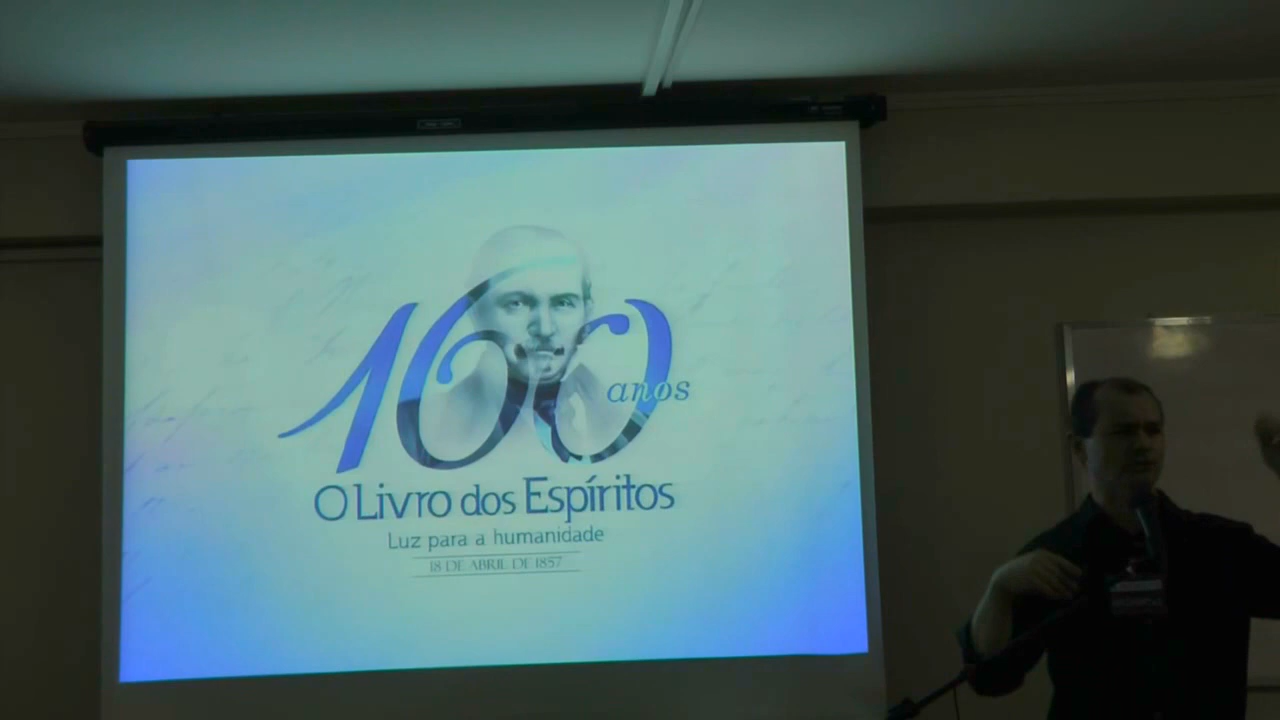 160
anos
O Livro dos Espíritos
Luz para a humanidade
18 DE ABRIL DE 1857